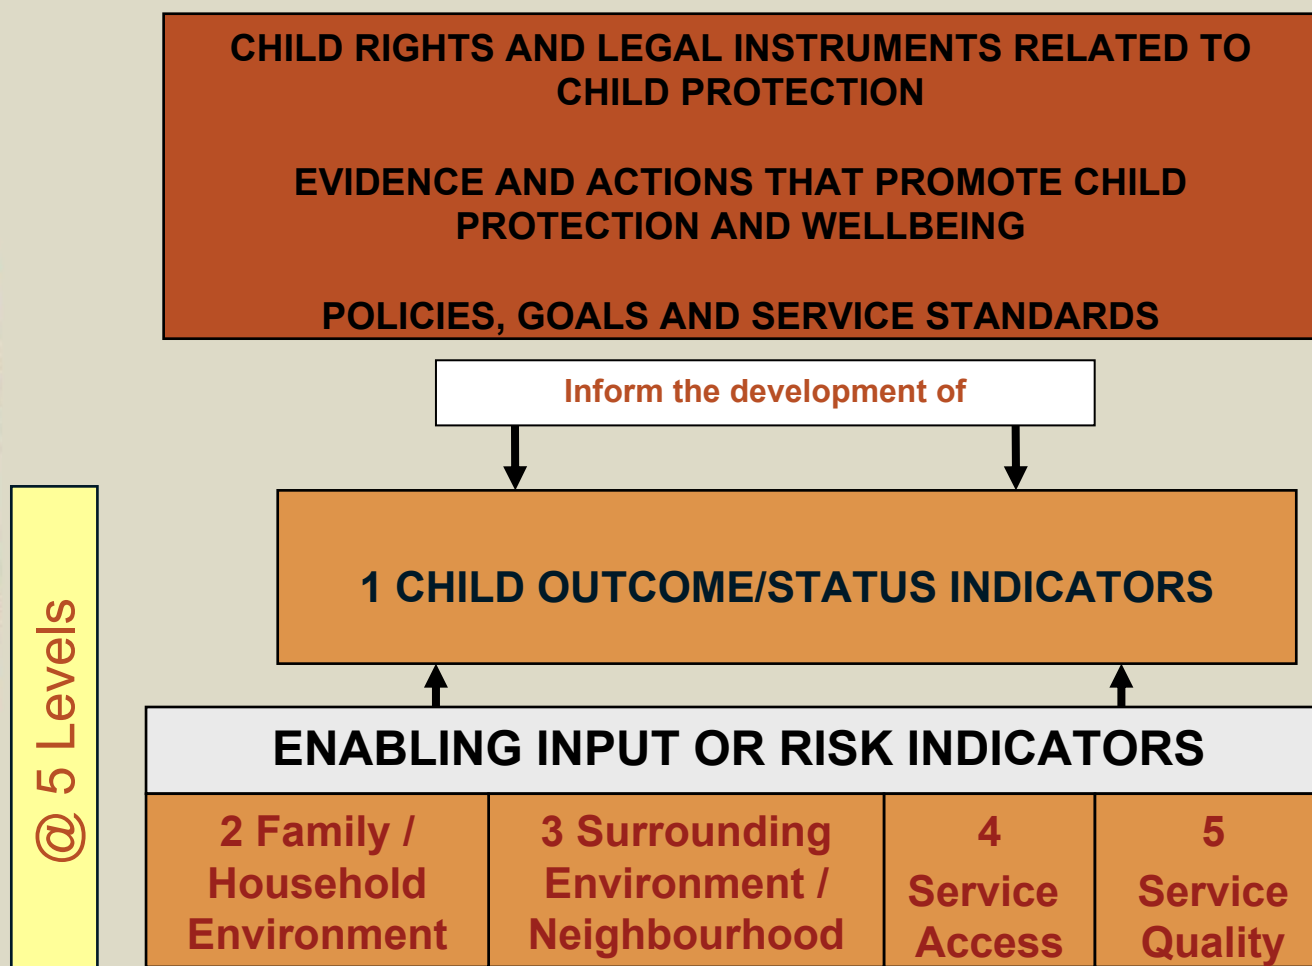 CHILD RIGHTS AND LEGAL INSTRUMENTS RELATED TO
CHILD PROTECTION
EVIDENCE AND ACTIONS THAT PROMOTE CHILD
PROTECTION AND WELLBEING
POLICIES, GOALS AND SERVICE STANDARDS
Inform the development of
@ 5 Levels
1 CHILD OUTCOME/STATUS INDICATORS
ENABLING INPUT OR RISK INDICATORS
2 Family /
Household
Environment
3 Surrounding
Environment /
Neighbourhood
4
Service
Access
5
Service
Quality